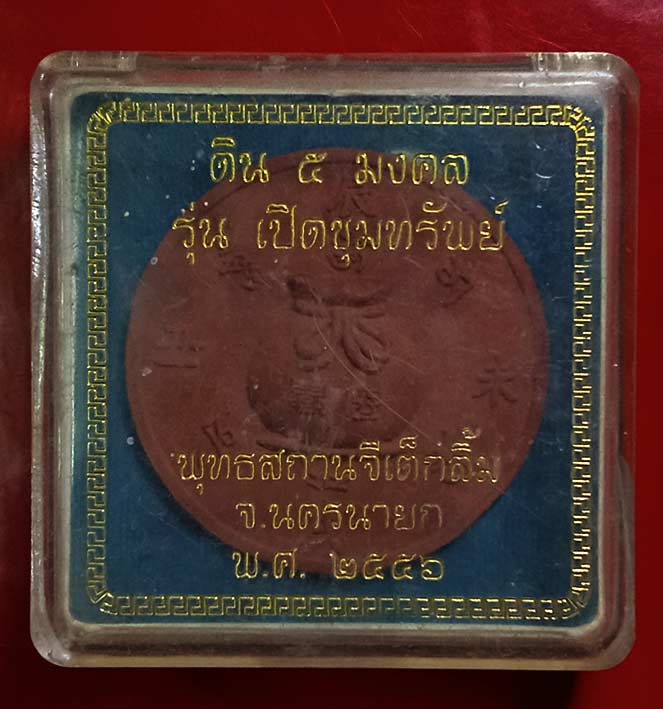 ดิน ๕ มงคล
รุ่น เปิดขุมทรัพย์
未
พุทธสถานจีเต็กลิ้ม
จ.นครนายก
พ.ศ. ๒๕๕๖